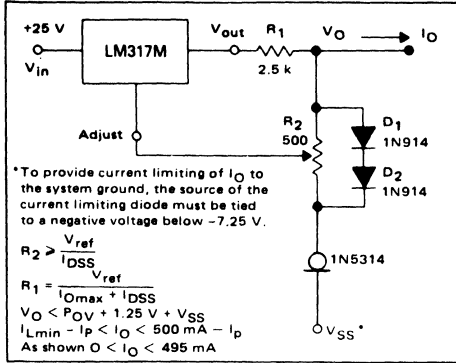 +25 V
V_in
LM317M
V_out
R_1
2.5 k
V_O
I_O
Adjust
R_2
500
D_1
1N914
D_2
1N914
*To provide current limiting of I_O to
the system ground, the source of the
current limiting diode must be tied
to a negative voltage below -7.25 V.
R_2 ⩾ V_ref / I_DSS
R_1 = V_ref / I_Omax + I_DSS
V_O < P_OV + 1.25 V + V_SS
I_Lmin - I_P < I_O < 500 mA - I_p
As shown O < I_O < 495 mA
1N5314
V_SS*